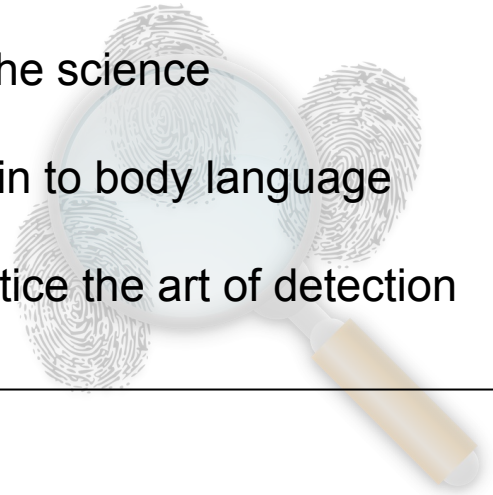 he science
in to body language
tice the art of detection